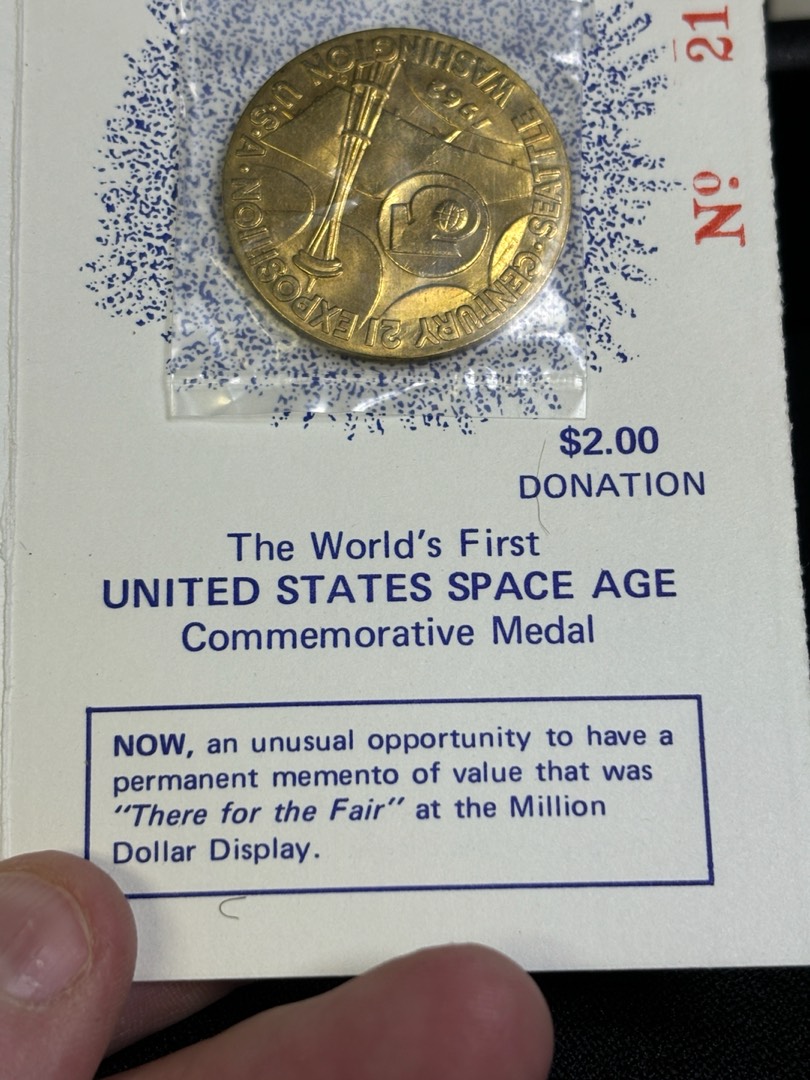 SEATTLE WASHINGTON U.S.A.
1962
CENTURY 21 EXPOSITION
Nº 21
$2.00
DONATION
The World's First
UNITED STATES SPACE AGE
Commemorative Medal
NOW, an unusual opportunity to have a
permanent memento of value that was
"There for the Fair" at the Million
Dollar Display.